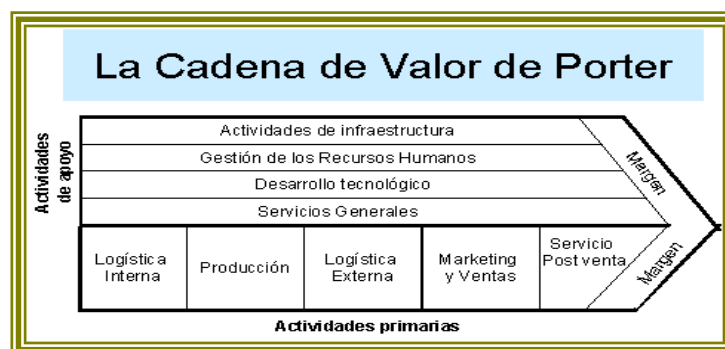 La Cadena de Valor de Porter
Actividades
de apoyo
Actividades de infraestructura
Gestión de los Recursos Humanos
Desarrollo tecnológico
Servicios Generales
Margen
Logística
Interna
Producción
Logística
Externa
Marketing
y Ventas
Servicio
Post venta
Margen
Actividades primarias